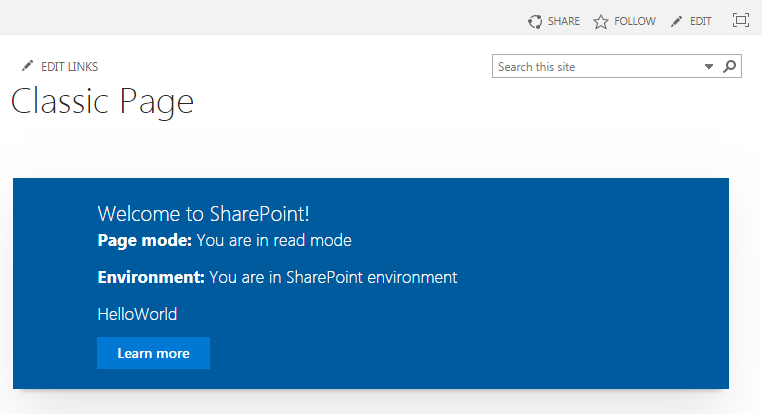 SHARE FOLLOW EDIT
EDIT LINKS
Search this site
Classic Page
Welcome to SharePoint!
Page mode: You are in read mode
Environment: You are in SharePoint environment
HelloWorld
Learn more